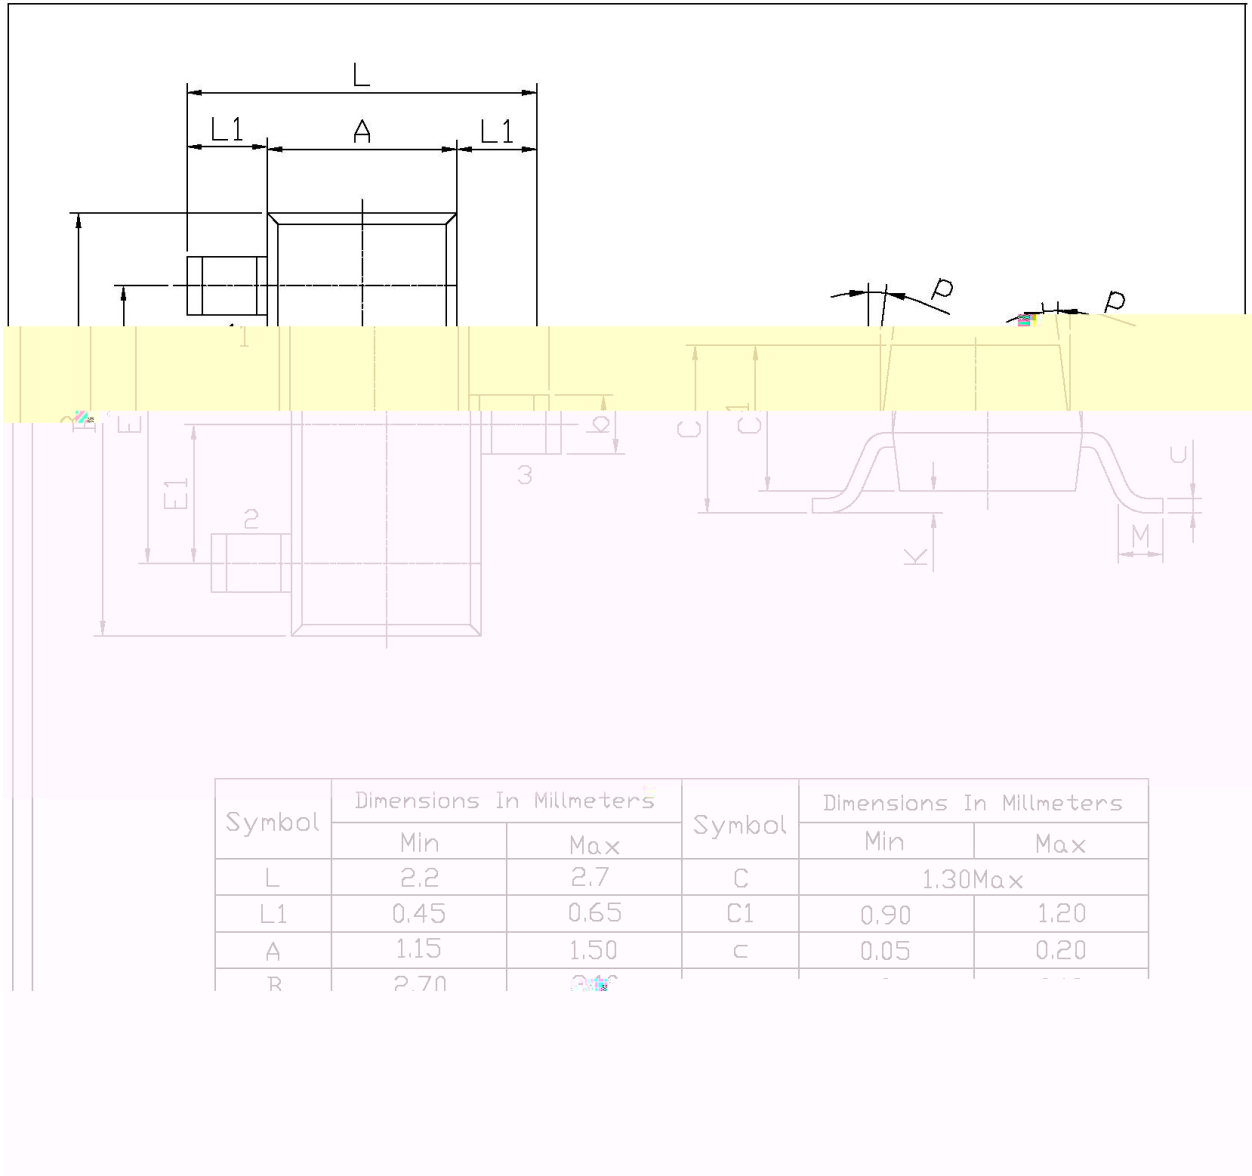 L
L1 A L1
P P
1
E C C1
b
3
E1 c
2
M
K
Symbol Dimensions In Millmeters Symbol Dimensions In Millmeters
Min Max Min Max
L 2.2 2.7 C 1.30Max
L1 0.45 0.65 C1 0.90 1.20
A 1.15 1.50 c 0.05 0.20
B 2.70